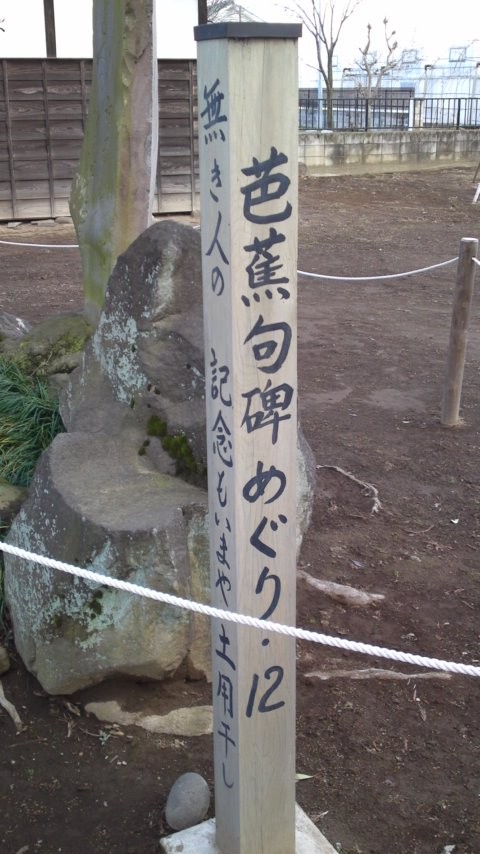 芭蕉句碑めぐり・12
無き人の 記念もいまや土用干し